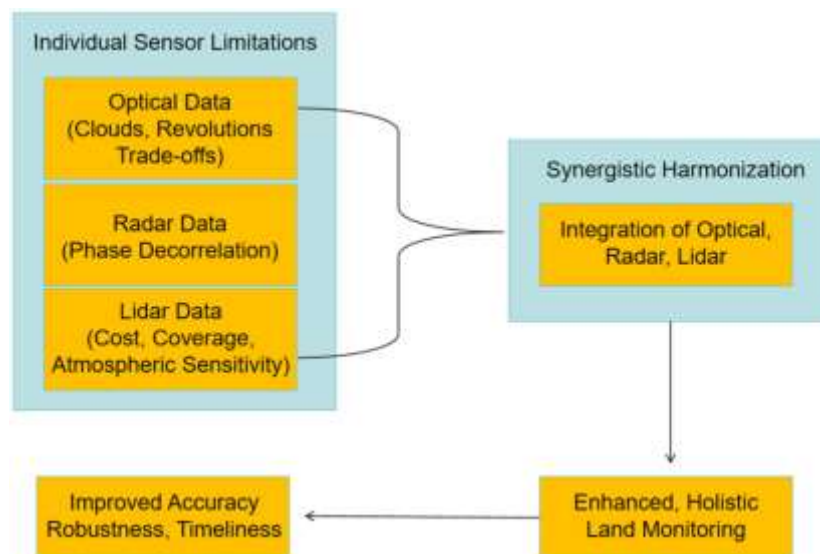 Individual Sensor Limitations
Optical Data
(Clouds, Revolutions
Trade-offs)
Radar Data
(Phase Decorrelation)
Lidar Data
(Cost, Coverage,
Atmospheric Sensitivity)
Synergistic Harmonization
Integration of Optical,
Radar, Lidar
Enhanced, Holistic
Land Monitoring
Improved Accuracy
Robustness, Timeliness